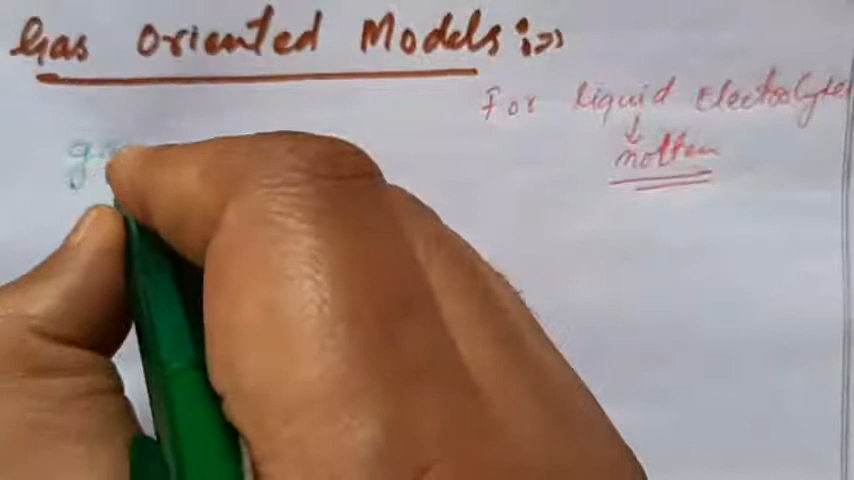 Gas Oriented Models :=>
For liquid Electrolytes
↓
molten